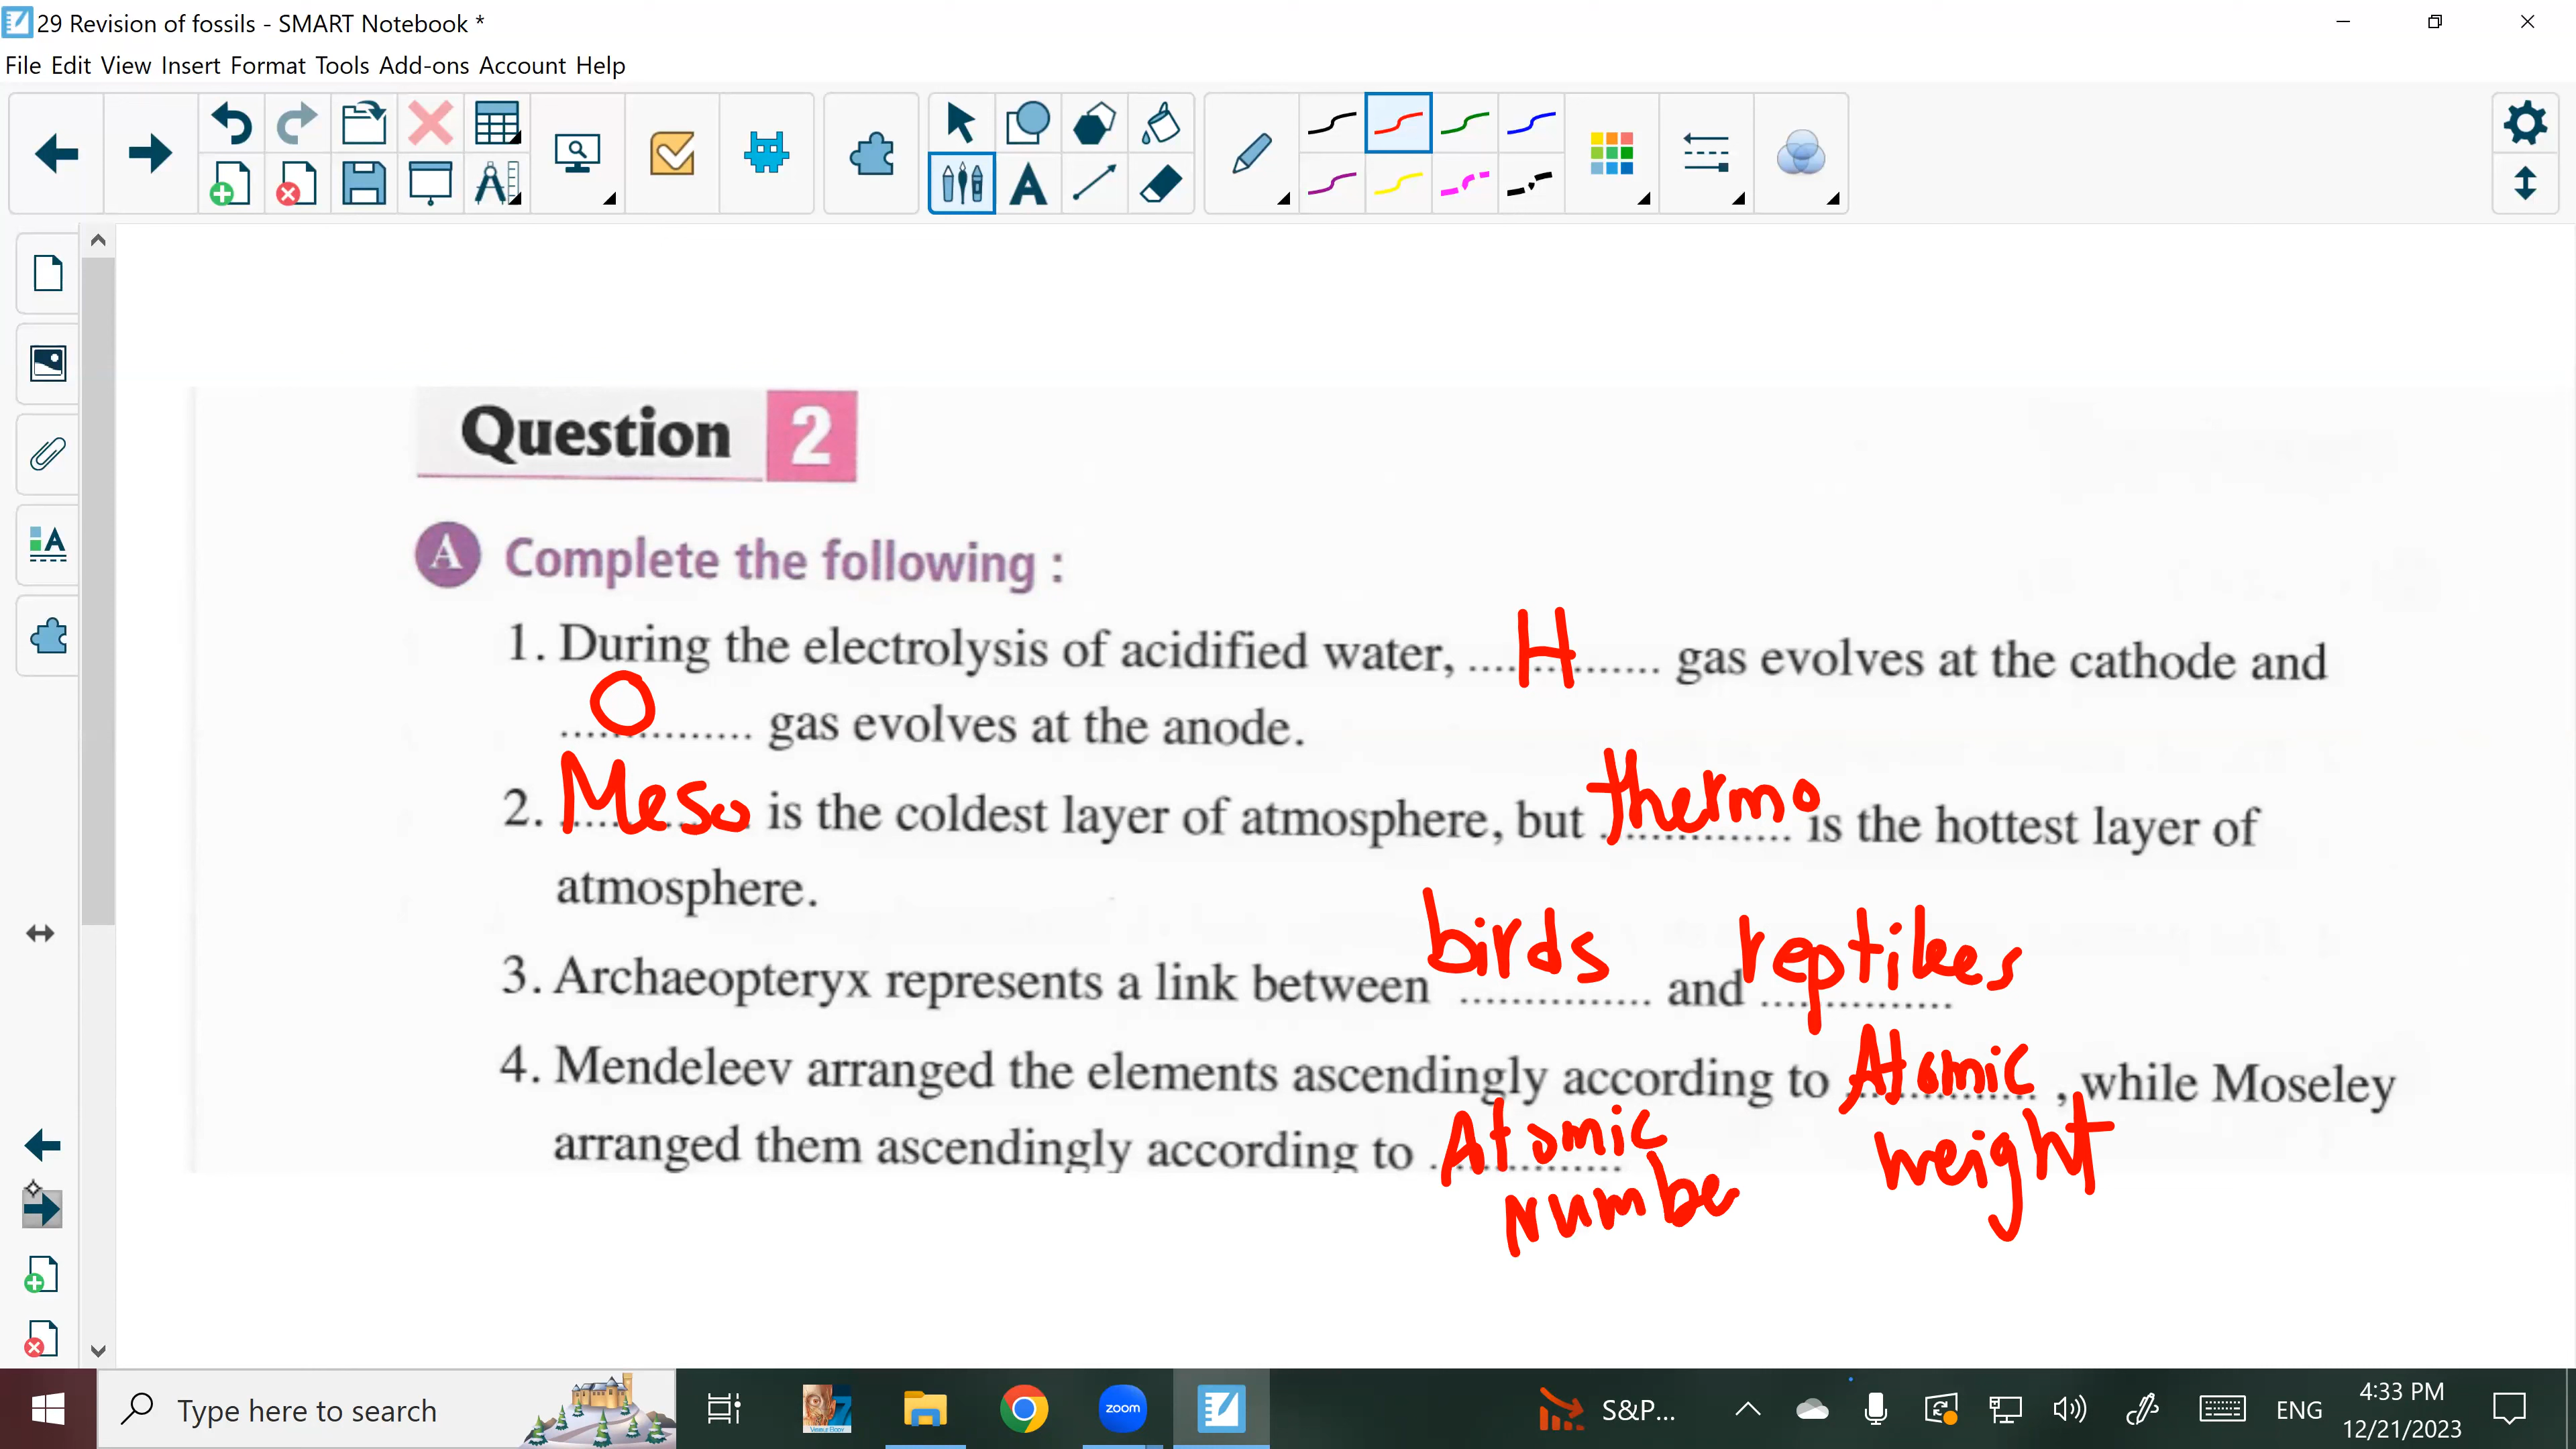 29 Revision of fossils - SMART Notebook *
File Edit View Insert Format Tools Add-ons Account Help
Question 2
A Complete the following :
1. During the electrolysis of acidified water, ....H.......... gas evolves at the cathode and
......O......... gas evolves at the anode.
2. Meso is the coldest layer of atmosphere, but thermo is the hottest layer of
atmosphere.
birds reptilees
3. Archaeopteryx represents a link between ............... and ...............
4. Mendeleev arranged the elements ascendingly according to Atomic , while Moseley
weight
arranged them ascendingly according to Atomic
numbe
Type here to search
zoom
S&P...
ENG
4:33 PM
12/21/2023